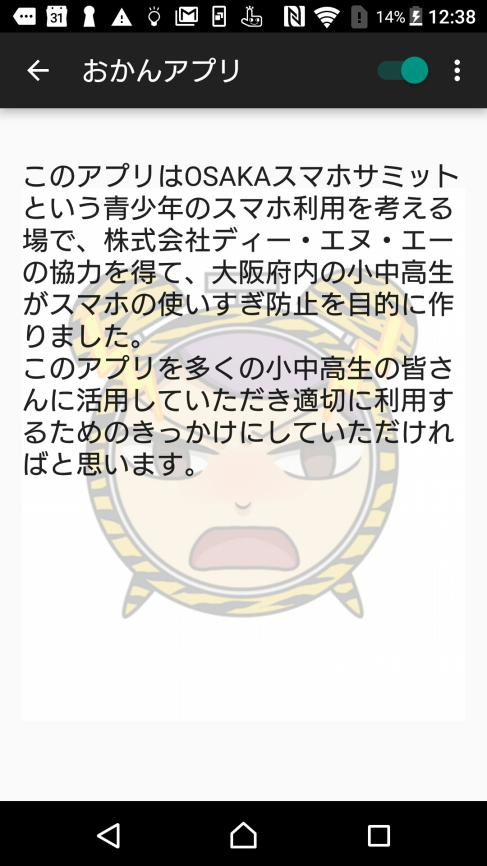 31
14%
12:38
おかんアプリ
このアプリはOSAKAスマホサミット
という青少年のスマホ利用を考える
場で、株式会社ディー・エヌ・エー
の協力を得て、大阪府内の小中高生
がスマホの使いすぎ防止を目的に作
りました。
このアプリを多くの小中高生の皆さ
んに活用していただき適切に利用す
るためのきっかけにしていただけれ
ばと思います。